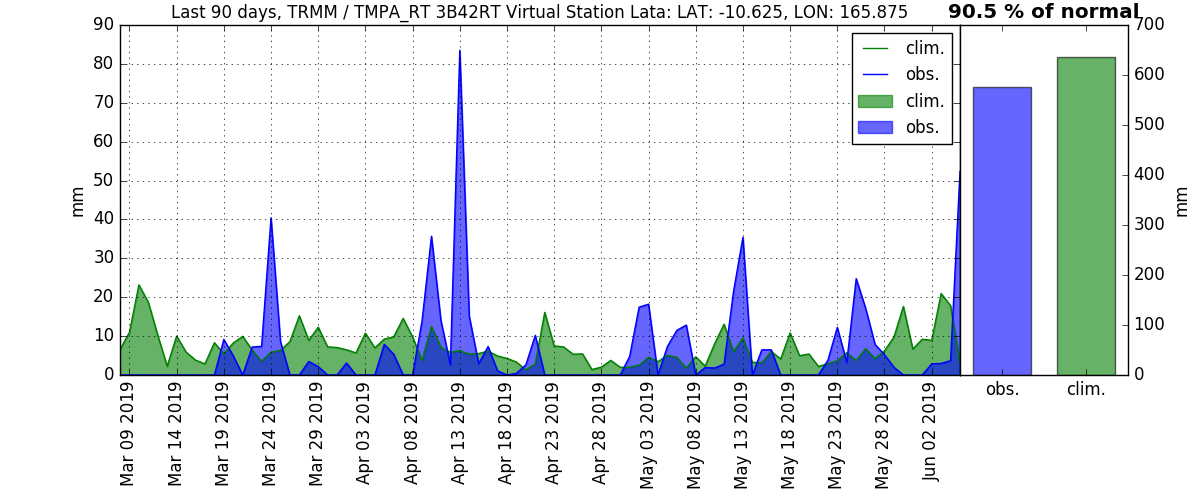 Last 90 days, TRMM / TMPA_RT 3B42RT Virtual Station Lata: LAT: -10.625, LON: 165.875
90.5 % of normal
90
80
70
60
50
40
30
20
10
0
mm
clim.
obs.
clim.
obs.
Mar 09 2019
Mar 14 2019
Mar 19 2019
Mar 24 2019
Mar 29 2019
Apr 03 2019
Apr 08 2019
Apr 13 2019
Apr 18 2019
Apr 23 2019
Apr 28 2019
May 03 2019
May 08 2019
May 13 2019
May 18 2019
May 23 2019
May 28 2019
Jun 02 2019
obs.
clim.
700
600
500
400
300
200
100
0
mm